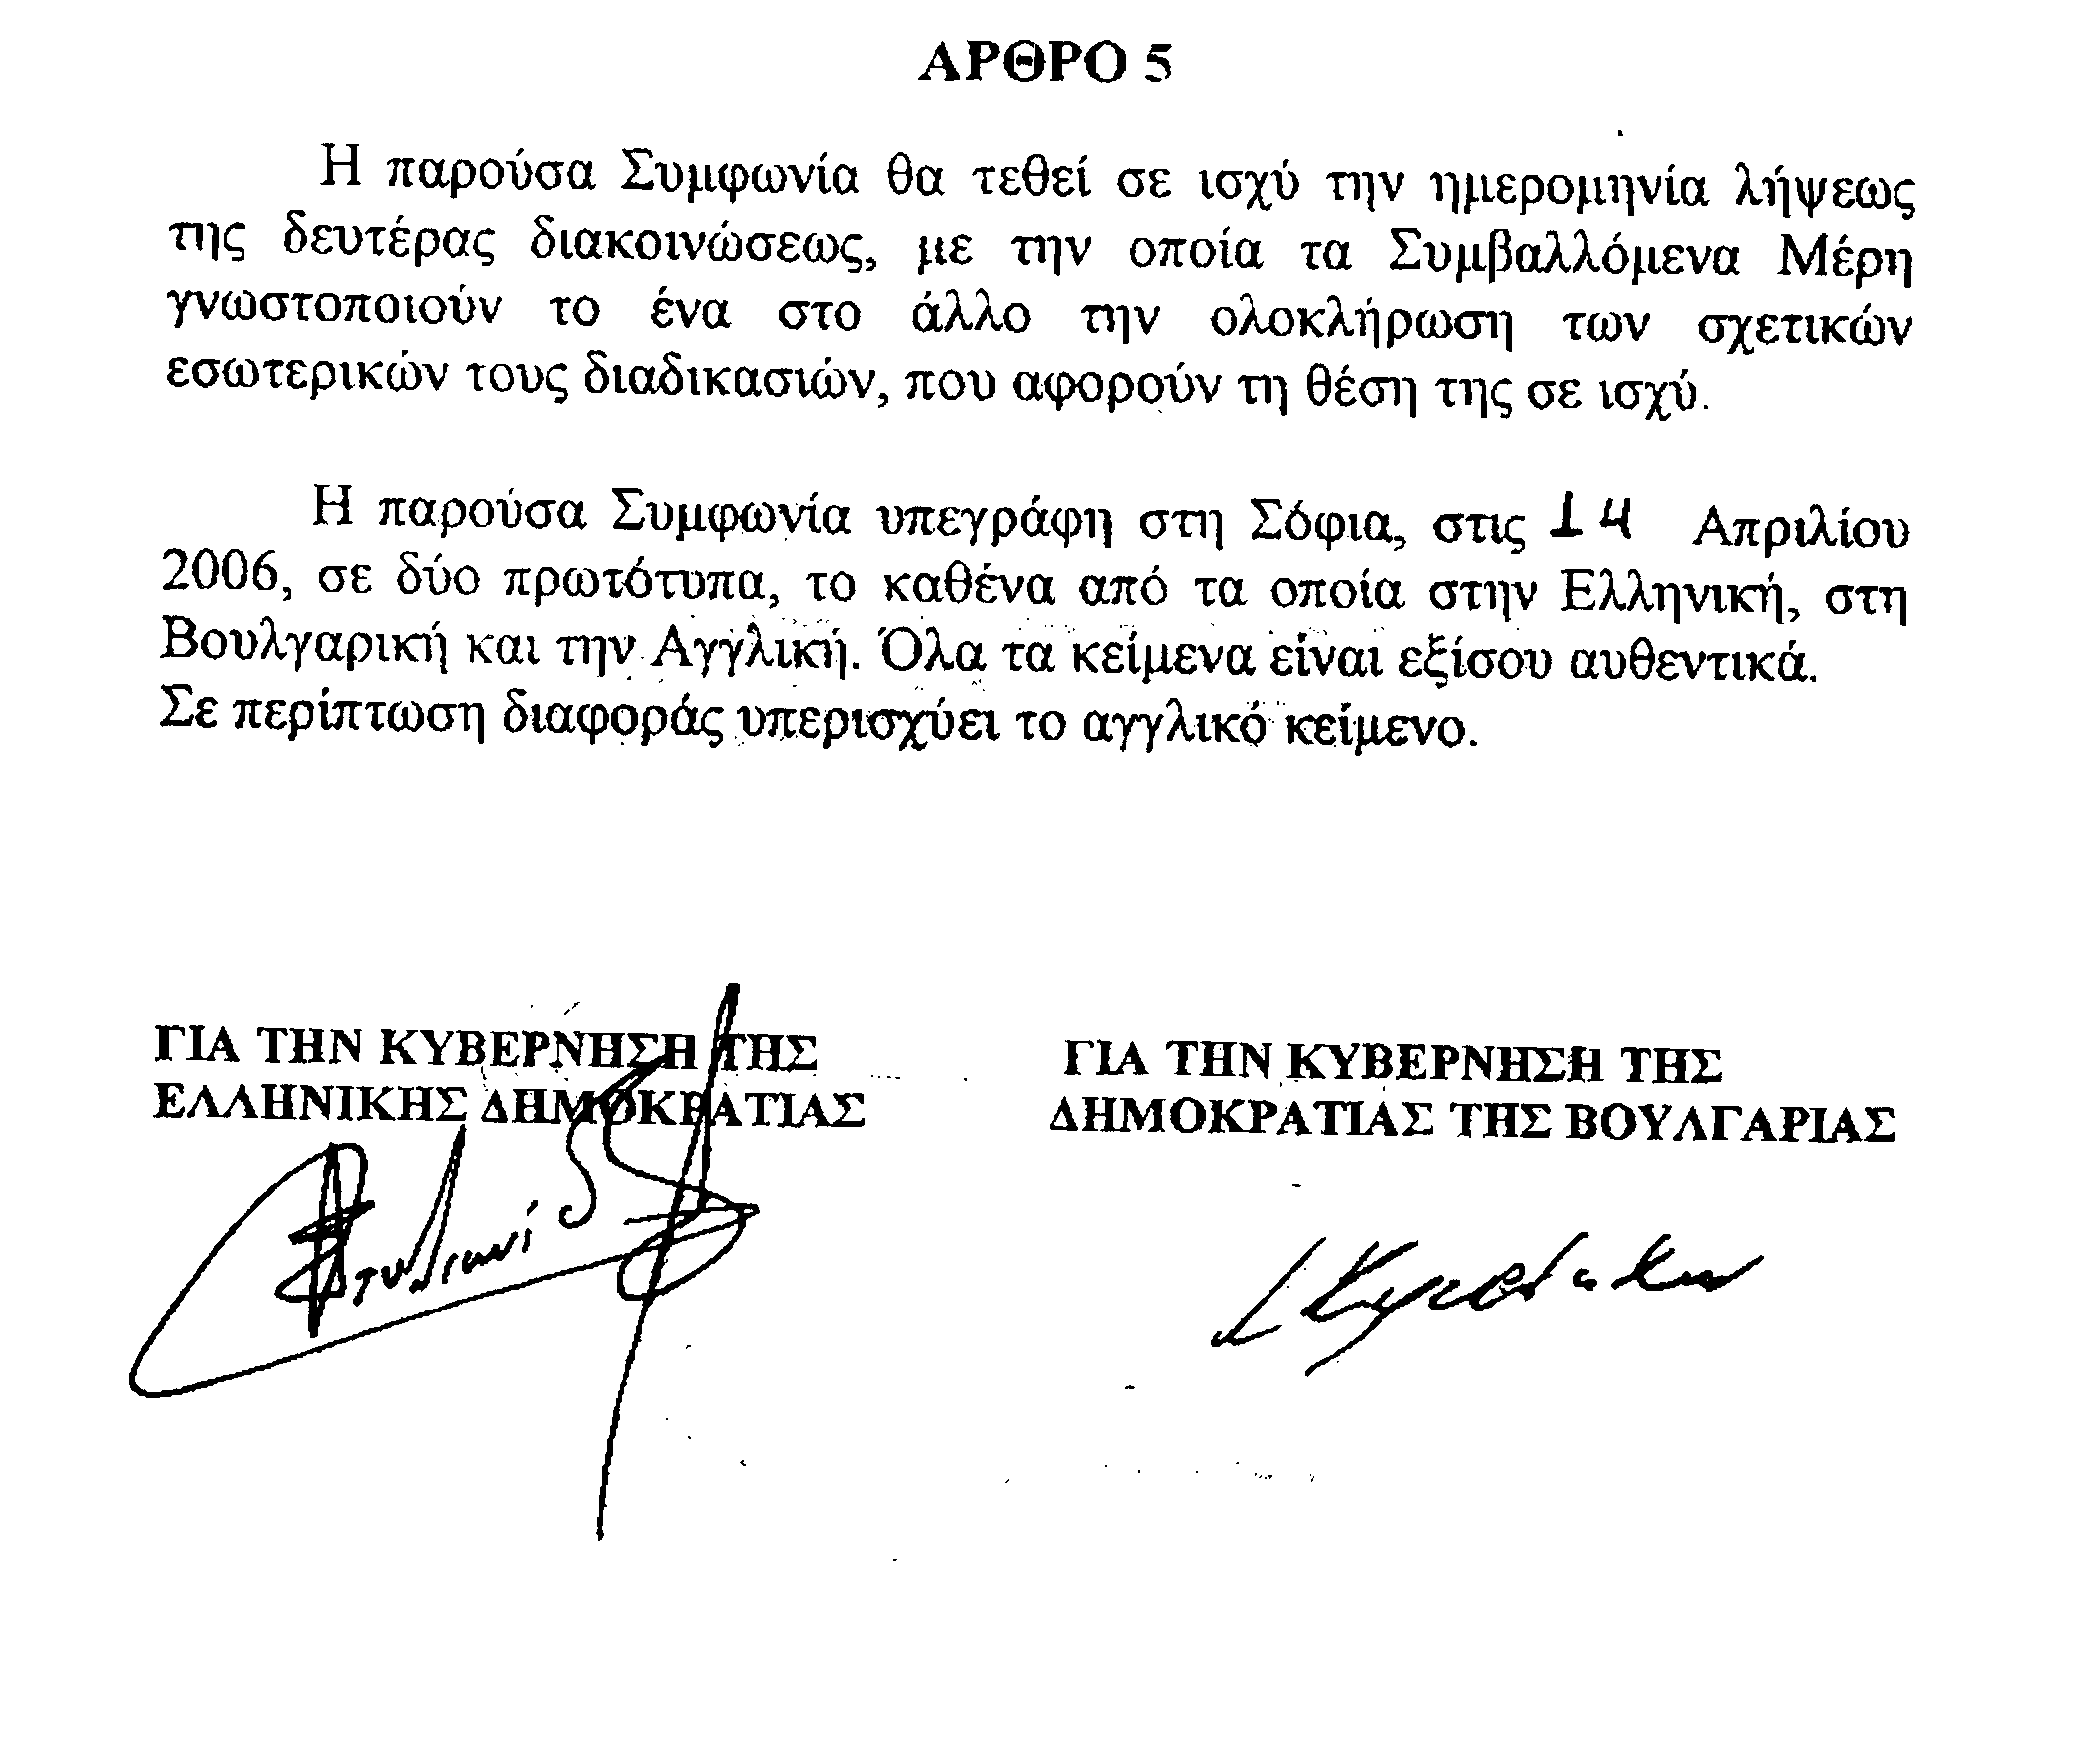 ΑΡΘΡΟ 5
Η παρούσα Συμφωνία θα τεθεί σε ισχύ την ημερομηνία λήψεως
της δευτέρας διακοινώσεως, με την οποία τα Συμβαλλόμενα Μέρη
γνωστοποιούν το ένα στο άλλο την ολοκλήρωση των σχετικών
εσωτερικών τους διαδικασιών, που αφορούν τη θέση της σε ισχύ.
Η παρούσα Συμφωνία υπεγράφη στη Σόφια, στις 14 Απριλίου
2006, σε δύο πρωτότυπα, το καθένα από τα οποία στην Ελληνική, στη
Βουλγαρική και την Αγγλική. Όλα τα κείμενα είναι εξίσου αυθεντικά.
Σε περίπτωση διαφοράς υπερισχύει το αγγλικό κείμενο.
ΓΙΑ ΤΗΝ ΚΥΒΕΡΝΗΣΗ ΤΗΣ
ΕΛΛΗΝΙΚΗΣ ΔΗΜΟΚΡΑΤΙΑΣ
ΓΙΑ ΤΗΝ ΚΥΒΕΡΝΗΣΗ ΤΗΣ
ΔΗΜΟΚΡΑΤΙΑΣ ΤΗΣ ΒΟΥΛΓΑΡΙΑΣ